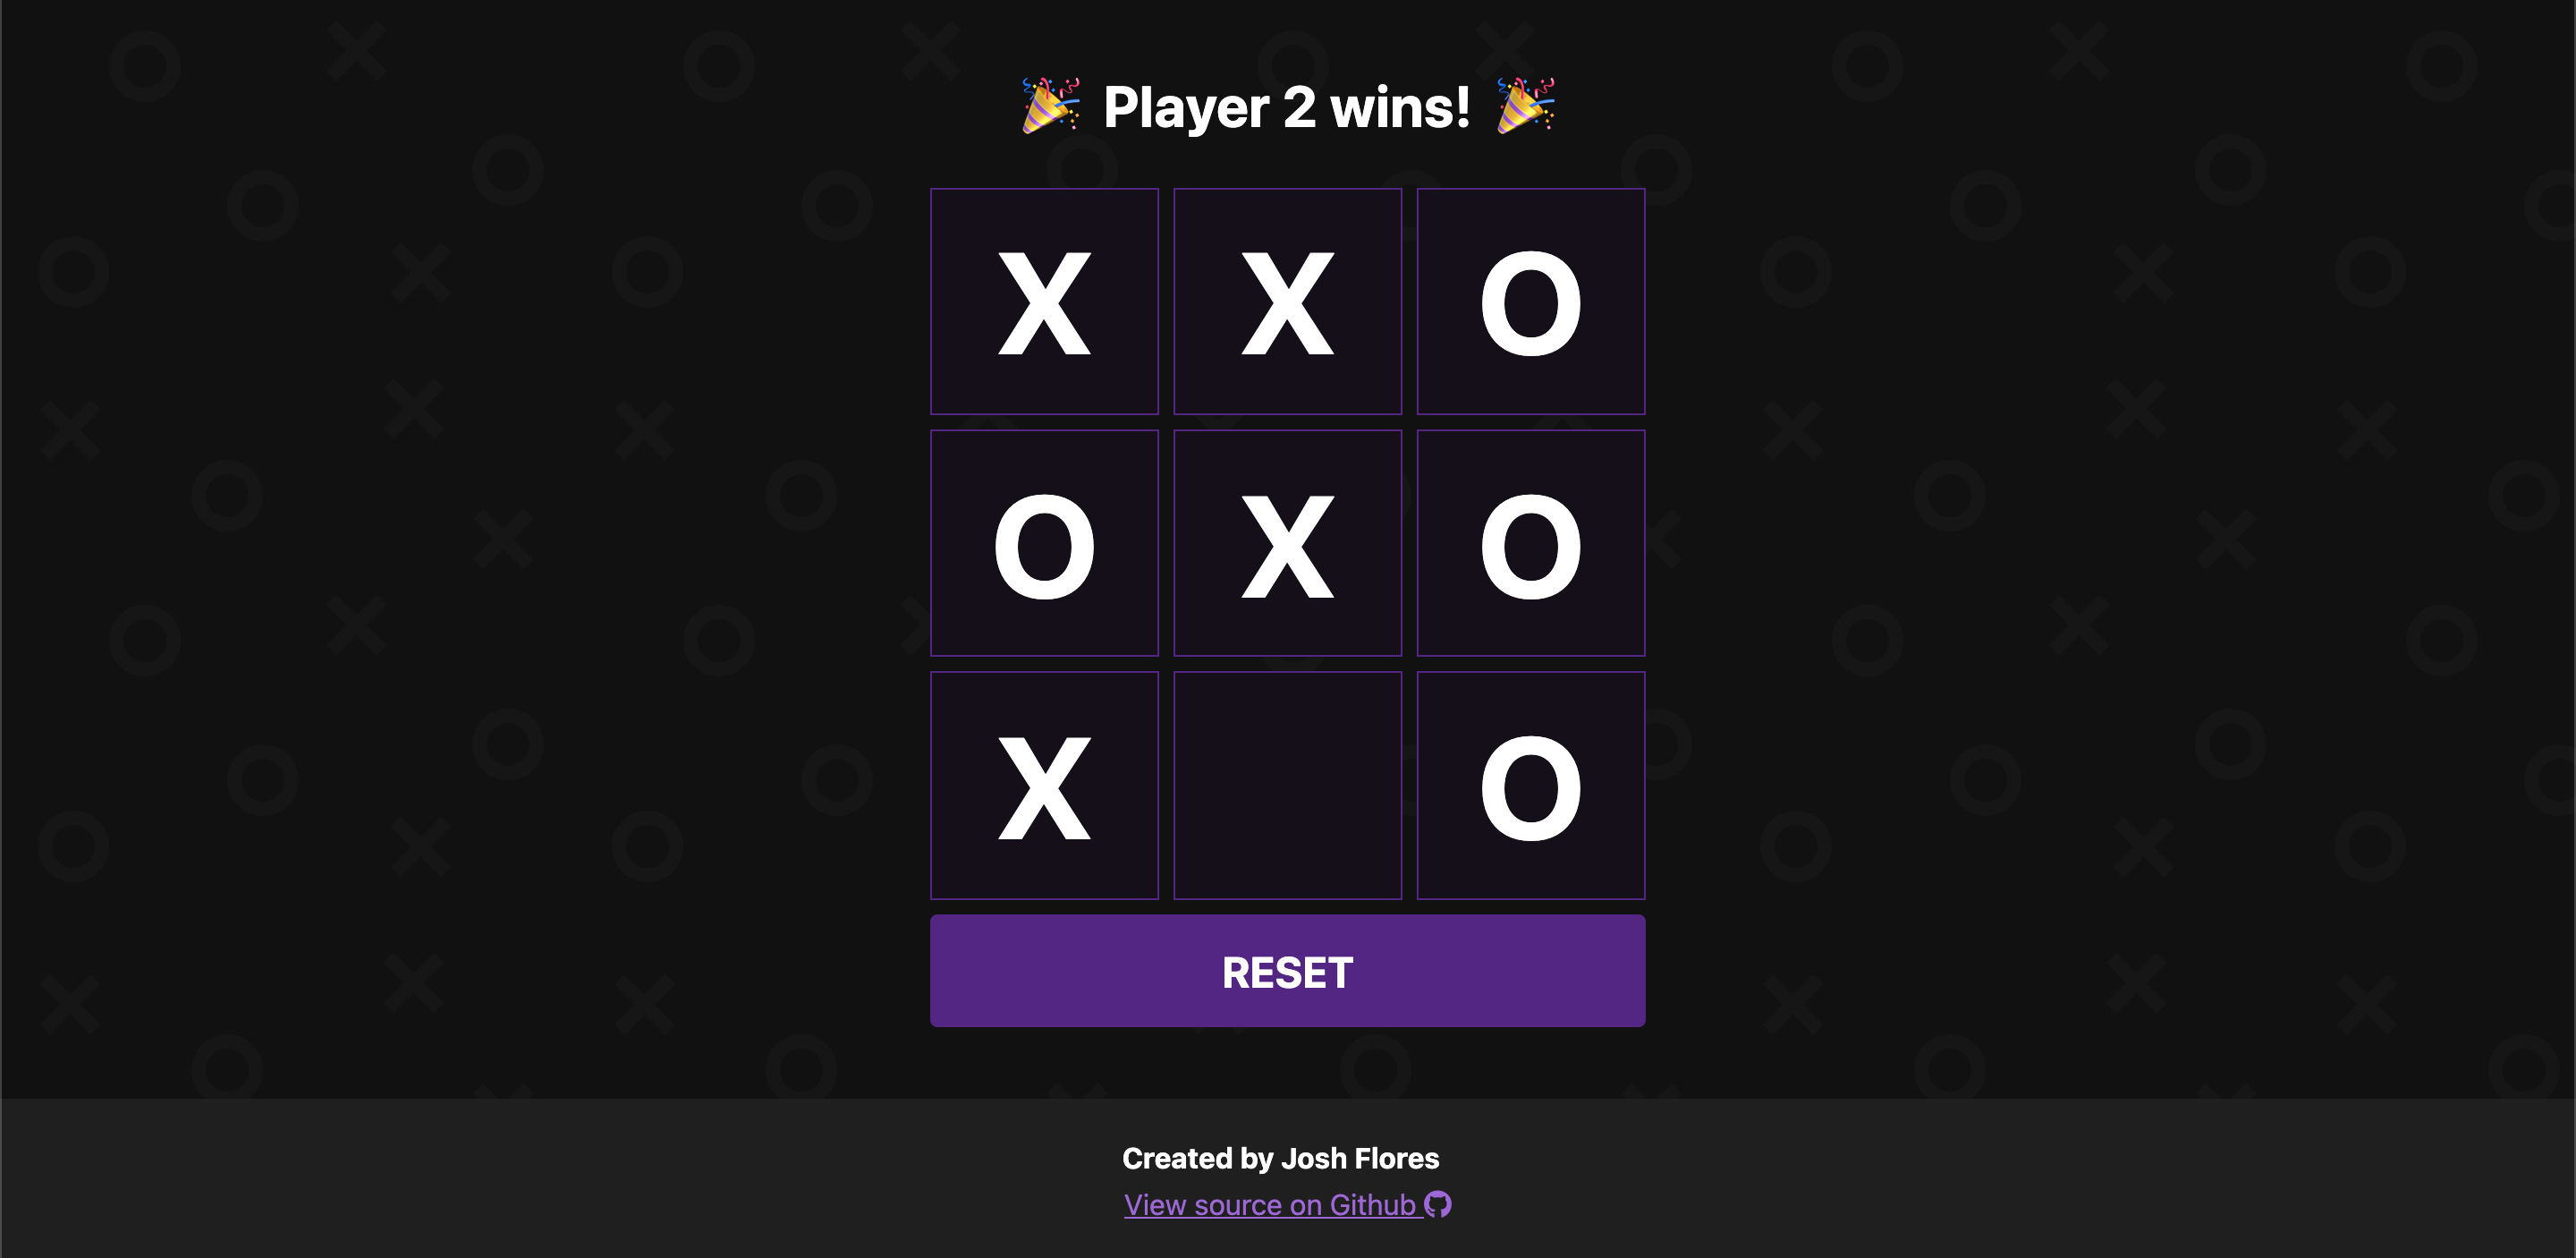 🎉 Player 2 wins! 🎉
X X O
O X O
X O
RESET
Created by Josh Flores
View source on Github